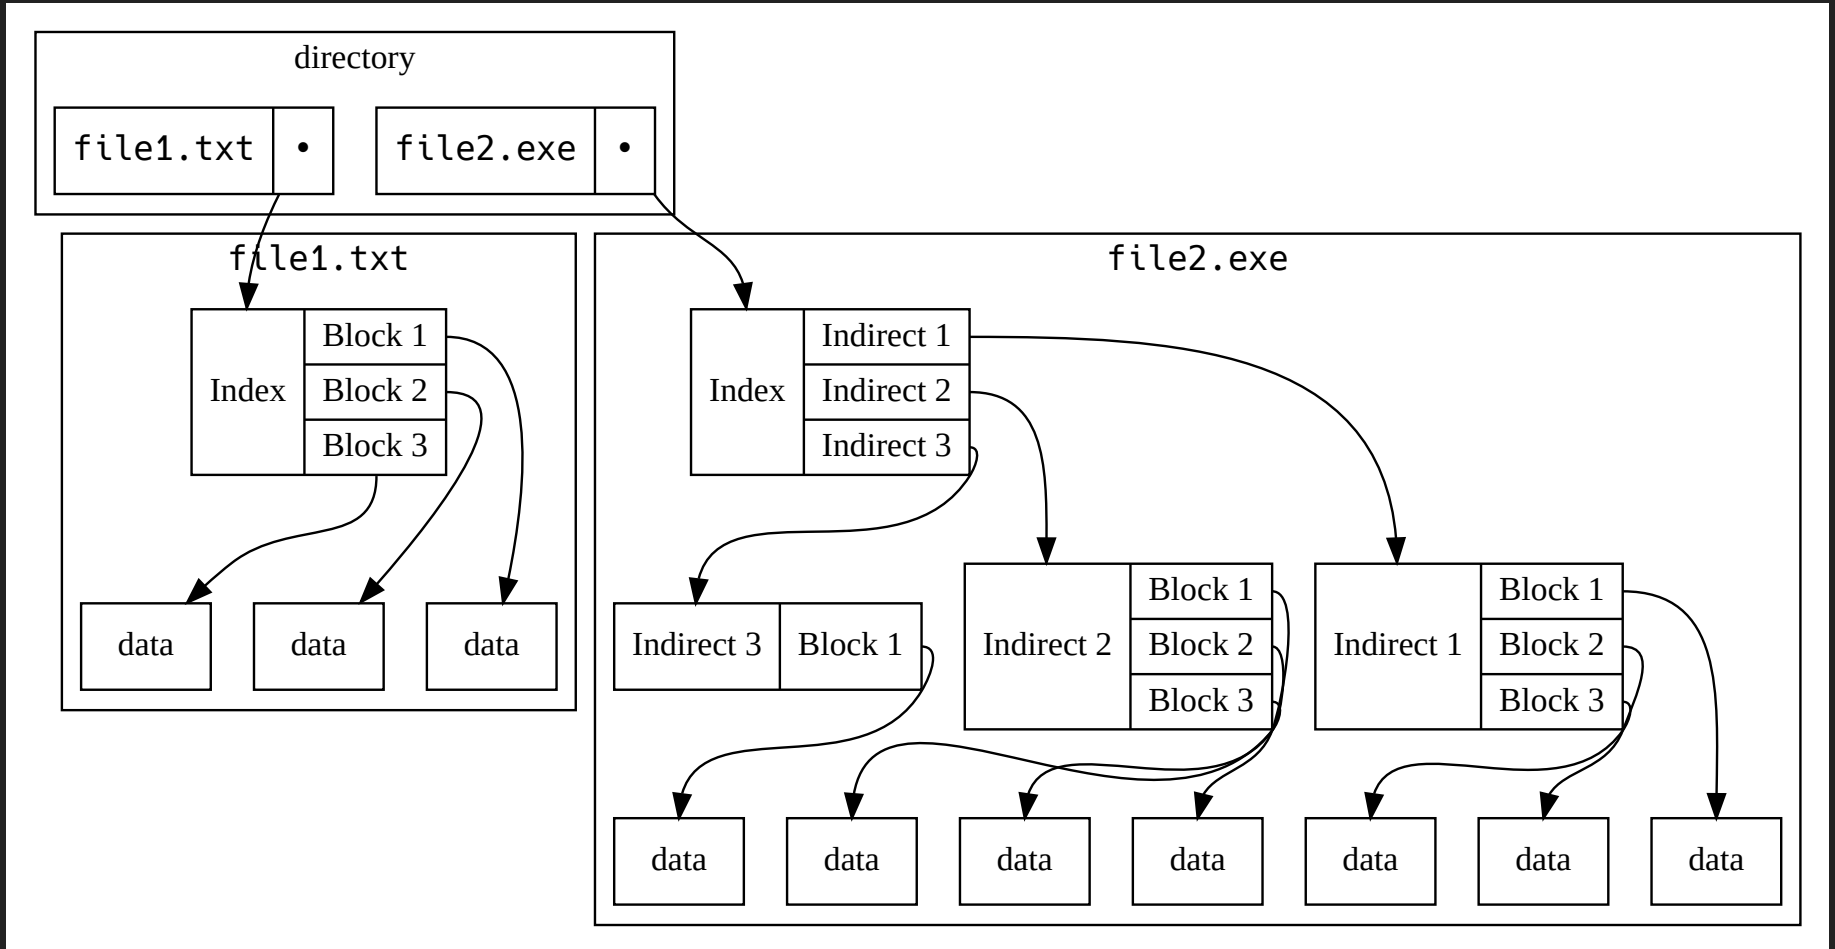 directory
file1.txt •
file2.exe •
file1.txt
Index
Block 1
Block 2
Block 3
data
data
data
file2.exe
Index
Indirect 1
Indirect 2
Indirect 3
Indirect 3
Block 1
Indirect 2
Block 1
Block 2
Block 3
Indirect 1
Block 1
Block 2
Block 3
data
data
data
data
data
data
data